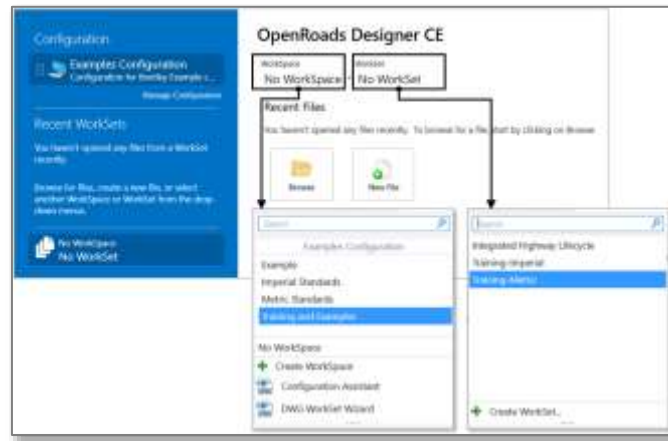 Configuration
Examples Configuration
Configuration for Bentley Example c...
Manage Configuration
Recent WorkSets
You haven't opened any files from a WorkSet
recently.
Browse for files, create a new file, or select
another WorkSpace or WorkSet from the drop-
down menus.
No WorkSpace
No WorkSet
OpenRoads Designer CE
WorkSpace
No WorkSpace
WorkSet
No WorkSet
Recent Files
You haven't opened any files recently. To browse for a file, start by clicking on Browse
Browse
New File
Search
Examples Configuration
Example
Imperial Standards
Metric Standards
Training and Examples
No WorkSpace
Create WorkSpace
Configuration Assistant
DWG WorkSet Wizard
Search
Integrated Highway Lifecycle
Training-Imperial
Training-Metric
Create WorkSet...